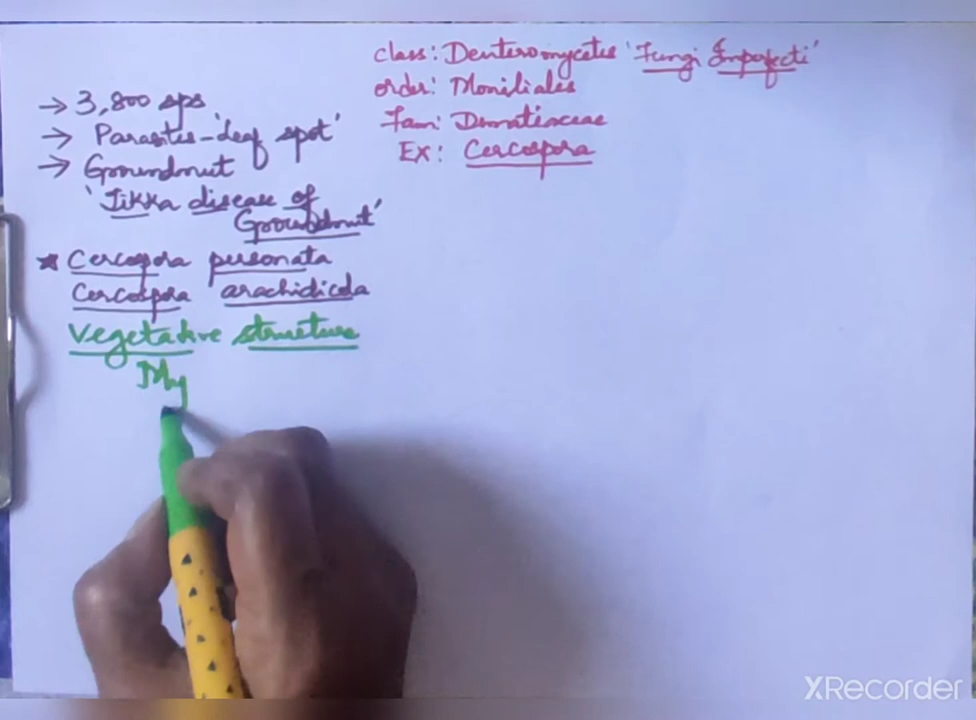 class: Deuteromycetes 'Fungi Imperfecti'
order: Moniliales
Fam: Dematiaceae
Ex: Cercospora
→ 3,800 sps
→ Parasites - 'Leaf spot'
→ Groundnut
'Tikka disease of
Groundnut'
* Cercospora personata
Cercospora arachidicola
Vegetative structure
My
XRecorder